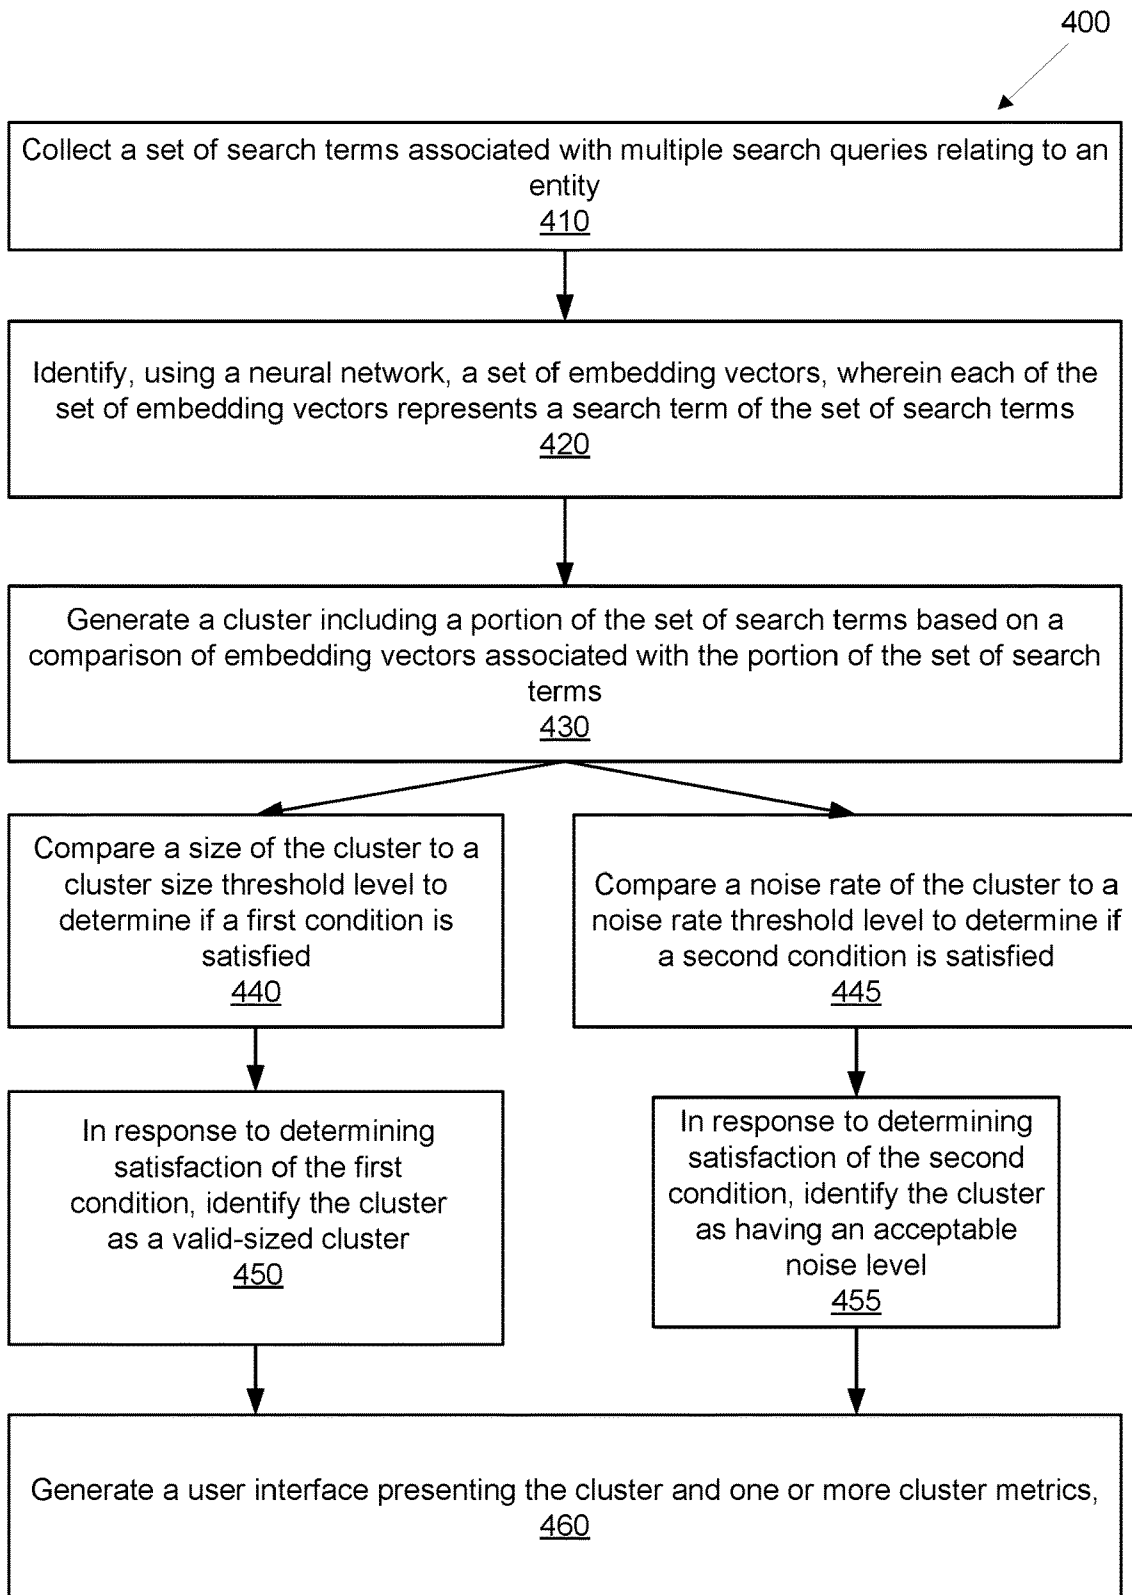 400
Collect a set of search terms associated with multiple search queries relating to an
entity
410
Identify, using a neural network, a set of embedding vectors, wherein each of the
set of embedding vectors represents a search term of the set of search terms
420
Generate a cluster including a portion of the set of search terms based on a
comparison of embedding vectors associated with the portion of the set of search
terms
430
Compare a size of the cluster to a
cluster size threshold level to
determine if a first condition is
satisfied
440
Compare a noise rate of the cluster to a
noise rate threshold level to determine if
a second condition is satisfied
445
In response to determining
satisfaction of the first
condition, identify the cluster
as a valid-sized cluster
450
In response to determining
satisfaction of the second
condition, identify the cluster
as having an acceptable
noise level
455
Generate a user interface presenting the cluster and one or more cluster metrics,
460